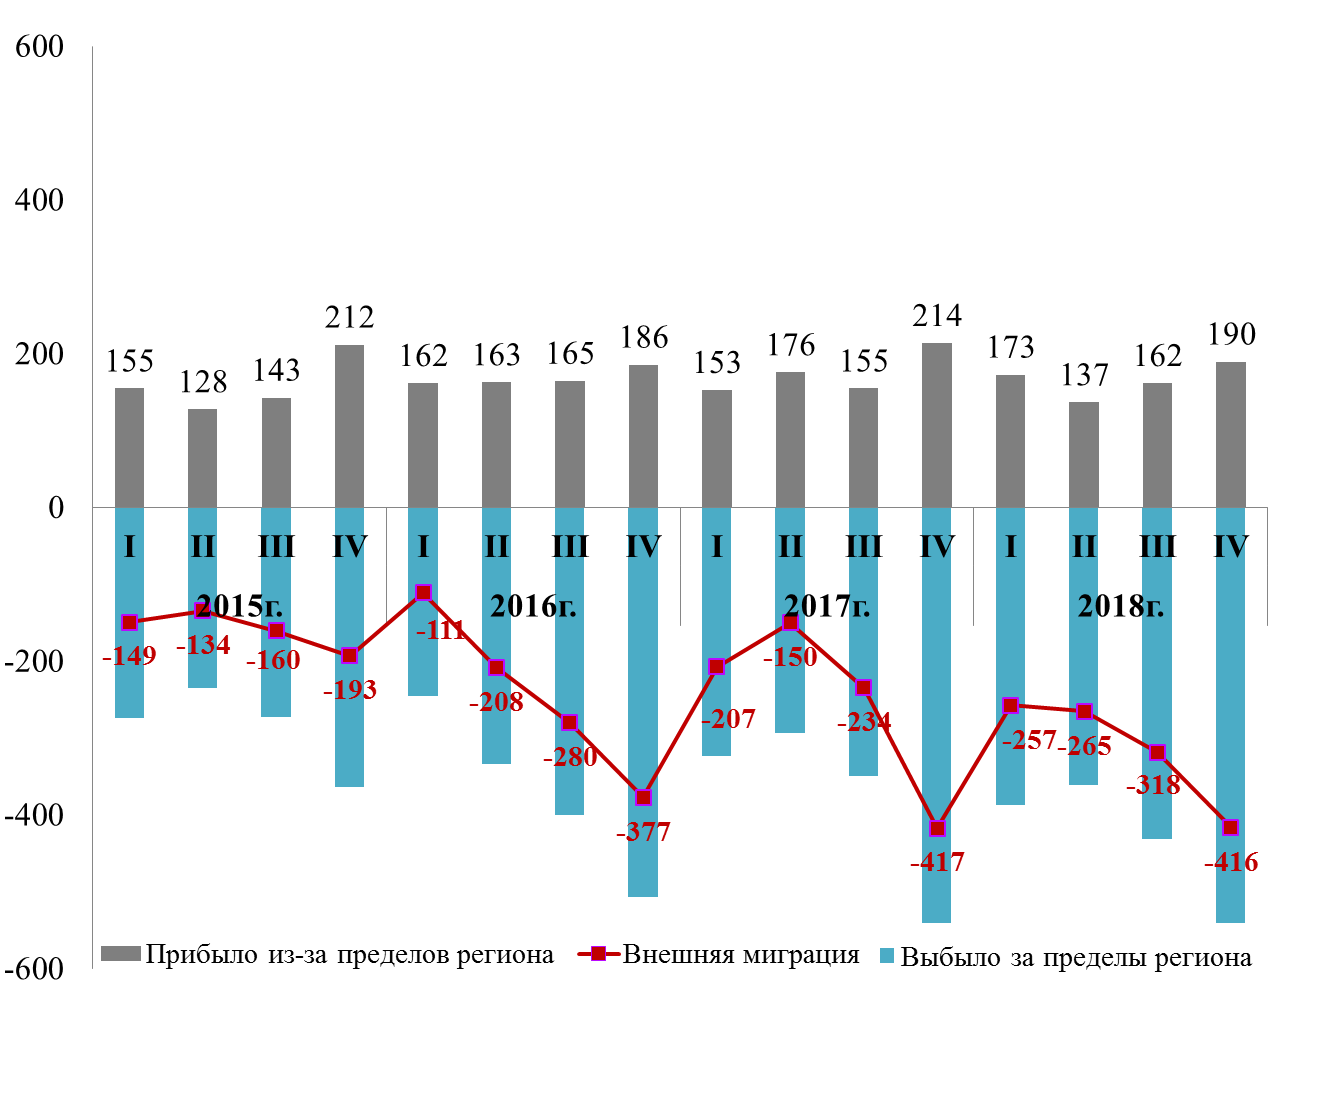 600
400
200
0
-200
-400
-600
155 128 143 212 162 163 165 186 153 176 155 214 173 137 162 190
I II III IV I II III IV I II III IV I II III IV
2015г. 2016г. 2017г. 2018г.
-149 -134 -160 -193 -111 -208 -280 -377 -207 -150 -234 -417 -257 -265 -318 -416
Прибыло из-за пределов региона Внешняя миграция Выбыло за пределы региона